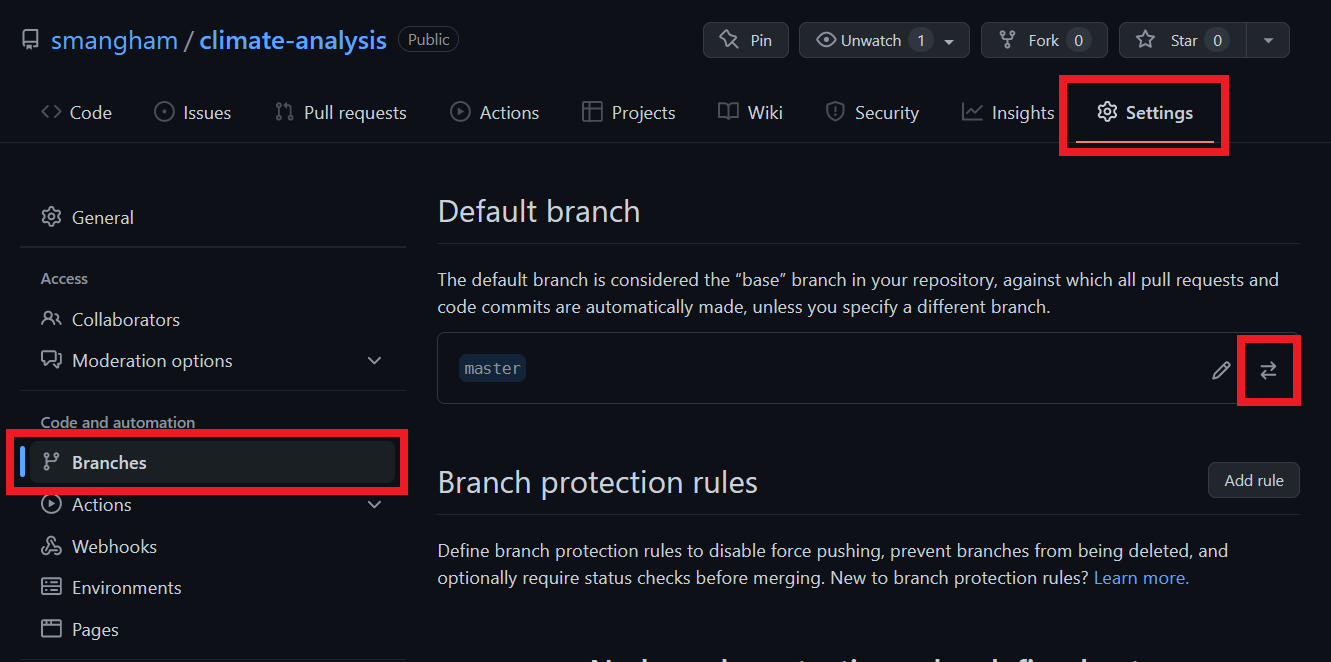 smangham / climate-analysis Public
Pin Unwatch 1 Fork 0 Star 0
Code Issues Pull requests Actions Projects Wiki Security Insights Settings
General
Access
Collaborators
Moderation options
Code and automation
Branches
Actions
Webhooks
Environments
Pages
Default branch
The default branch is considered the “base” branch in your repository, against which all pull requests and
code commits are automatically made, unless you specify a different branch.
master
Branch protection rules
Add rule
Define branch protection rules to disable force pushing, prevent branches from being deleted, and
optionally require status checks before merging. New to branch protection rules? Learn more.